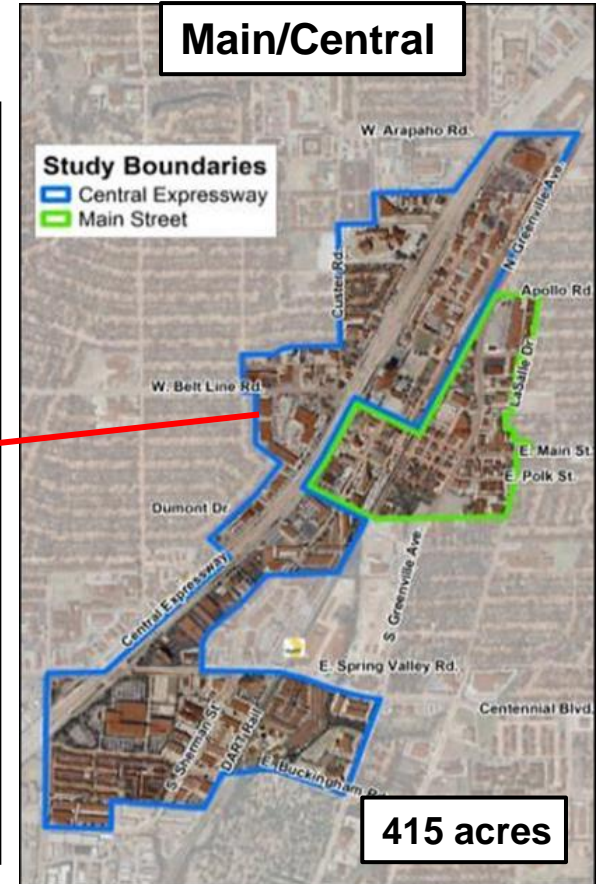 Main/Central
W. Arapaho Rd.
Study Boundaries
Central Expressway
Main Street
N. Greenville Ave.
Custer Rd.
Apollo Rd.
LaSalle Dr
W. Belt Line Rd.
E. Main St.
E. Polk St.
Dumont Dr
S. Greenville Ave
Central Expressway
E. Spring Valley Rd.
Centennial Blvd.
S. Sherman St.
DART Rail
E. Buckingham Rd
415 acres